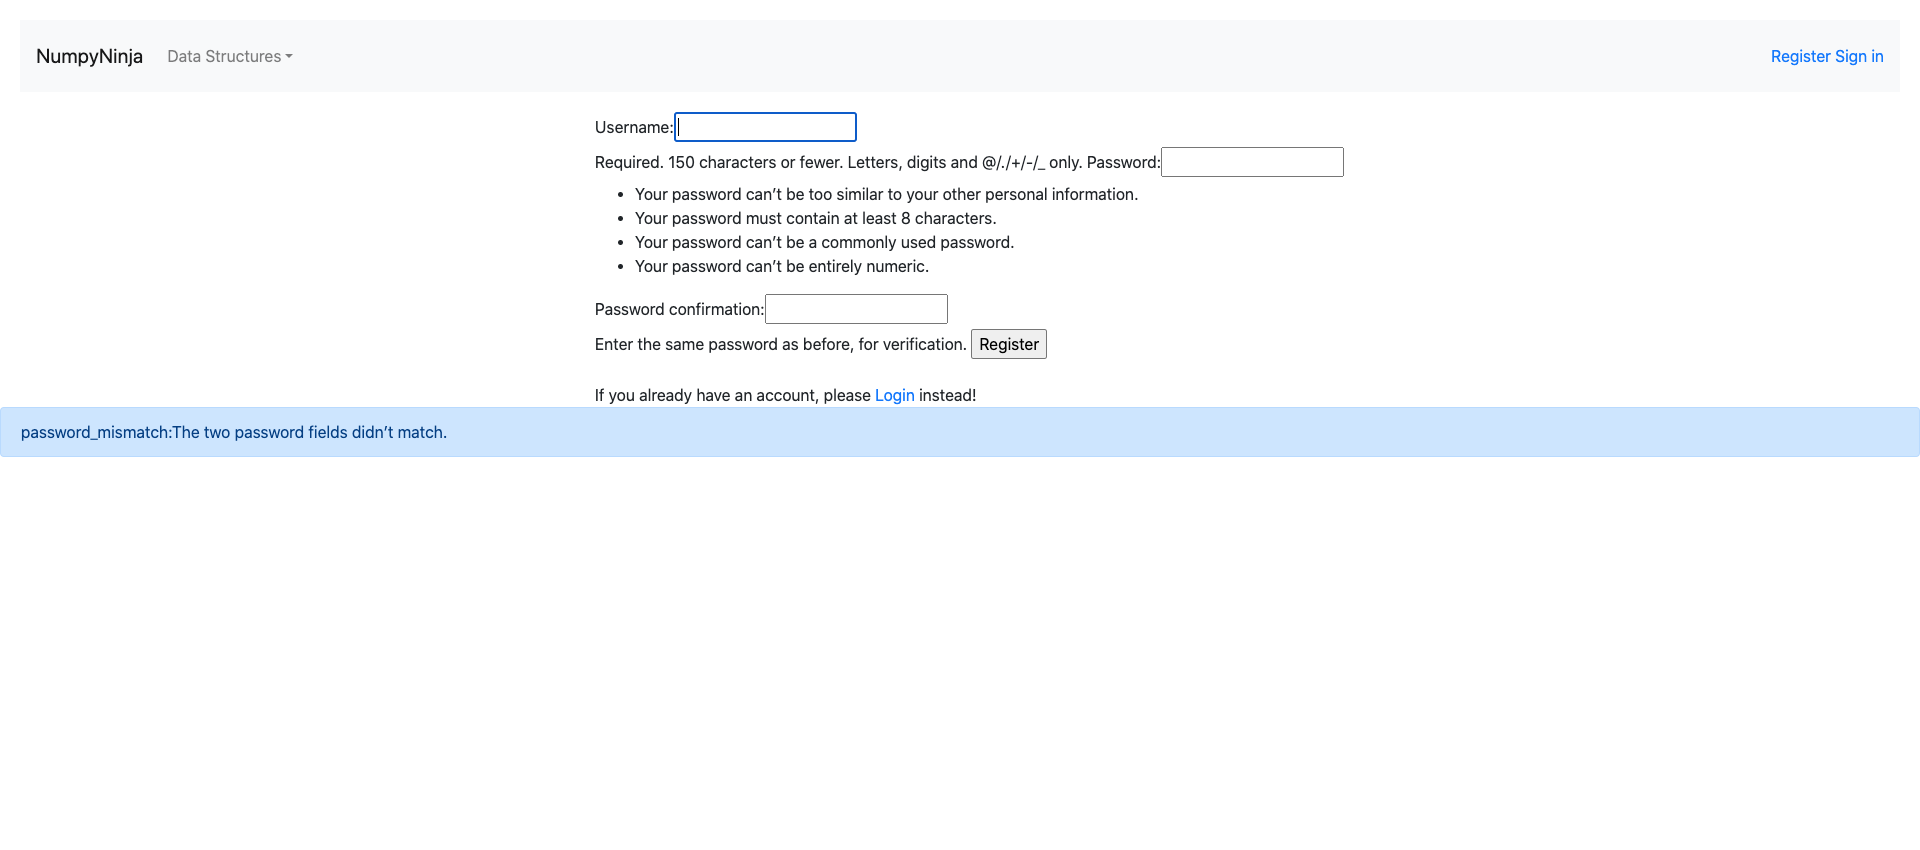 NumpyNinja Data Structures Register Sign in
Username:
Required. 150 characters or fewer. Letters, digits and @/./+/-/_ only. Password:
• Your password can’t be too similar to your other personal information.
• Your password must contain at least 8 characters.
• Your password can’t be a commonly used password.
• Your password can’t be entirely numeric.
Password confirmation:
Enter the same password as before, for verification. Register
If you already have an account, please Login instead!
password_mismatch:The two password fields didn’t match.